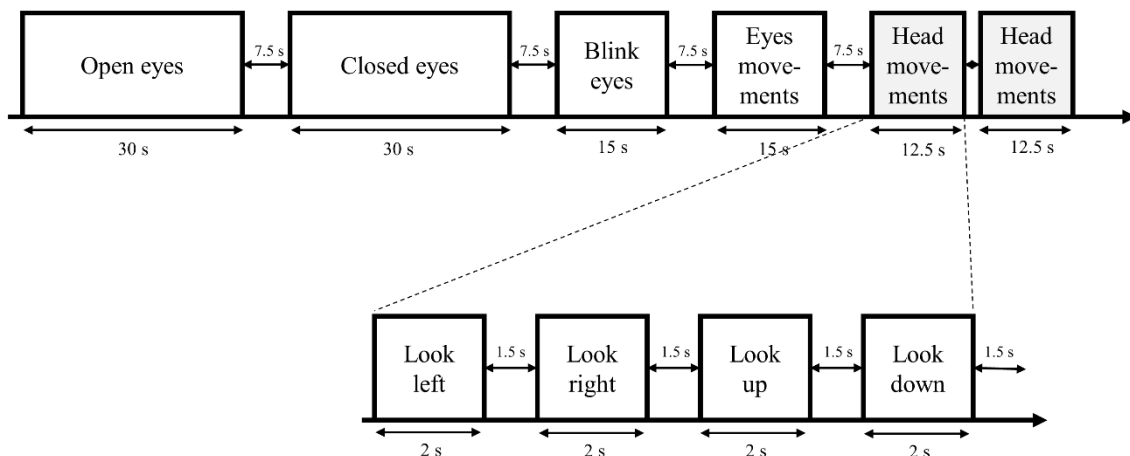 Open eyes
7.5 s
Closed eyes
7.5 s
Blink
eyes
7.5 s
Eyes
move-
ments
7.5 s
Head
move-
ments
Head
move-
ments
30 s
30 s
15 s
15 s
12.5 s
12.5 s
Look
left
1.5 s
Look
right
1.5 s
Look
up
1.5 s
Look
down
1.5 s
2 s
2 s
2 s
2 s